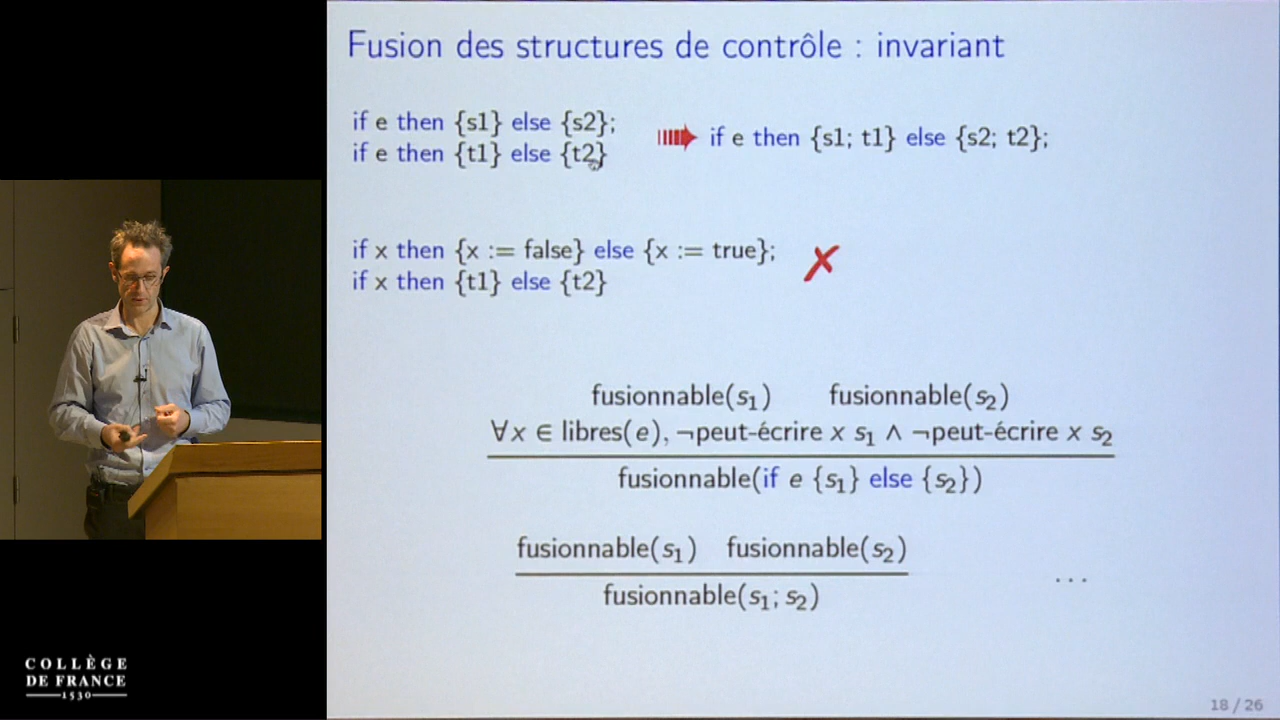 Fusion des structures de contrôle : invariant
if e then {s1} else {s2};
if e then {t1} else {t2}
if e then {s1; t1} else {s2; t2};
if x then {x := false} else {x := true};
if x then {t1} else {t2}
✗
fusionnable(s₁) fusionnable(s₂)
∀x ∈ libres(e), ¬peut-écrire x s₁ ∧ ¬peut-écrire x s₂
fusionnable(if e {s₁} else {s₂})
fusionnable(s₁) fusionnable(s₂)
fusionnable(s₁; s₂)
...
COLLÈGE
DE FRANCE
1530
18 / 26